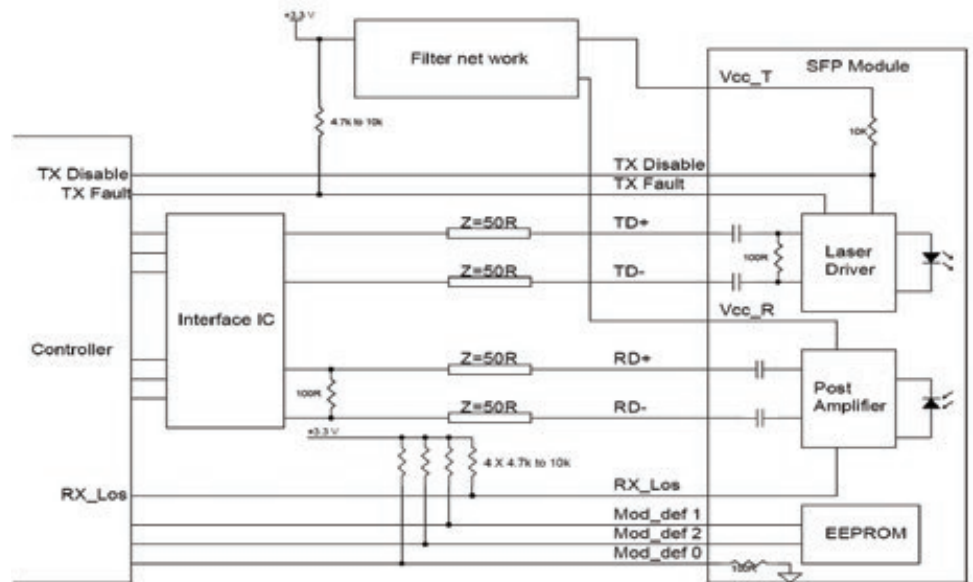 +3.3 V
Filter net work
SFP Module
Vcc_T
4.7k to 10k
10K
TX Disable
TX Disable
TX Fault
TX Fault
Z=50R
TD+
Laser
Driver
100R
Z=50R
TD-
Interface IC
Vcc_R
Controller
Z=50R
RD+
Post
Amplifier
100R
Z=50R
RD-
+3.3 V
4 X 4.7k to 10k
RX_Los
RX_Los
Mod_def 1
Mod_def 2
EEPROM
Mod_def 0
100R